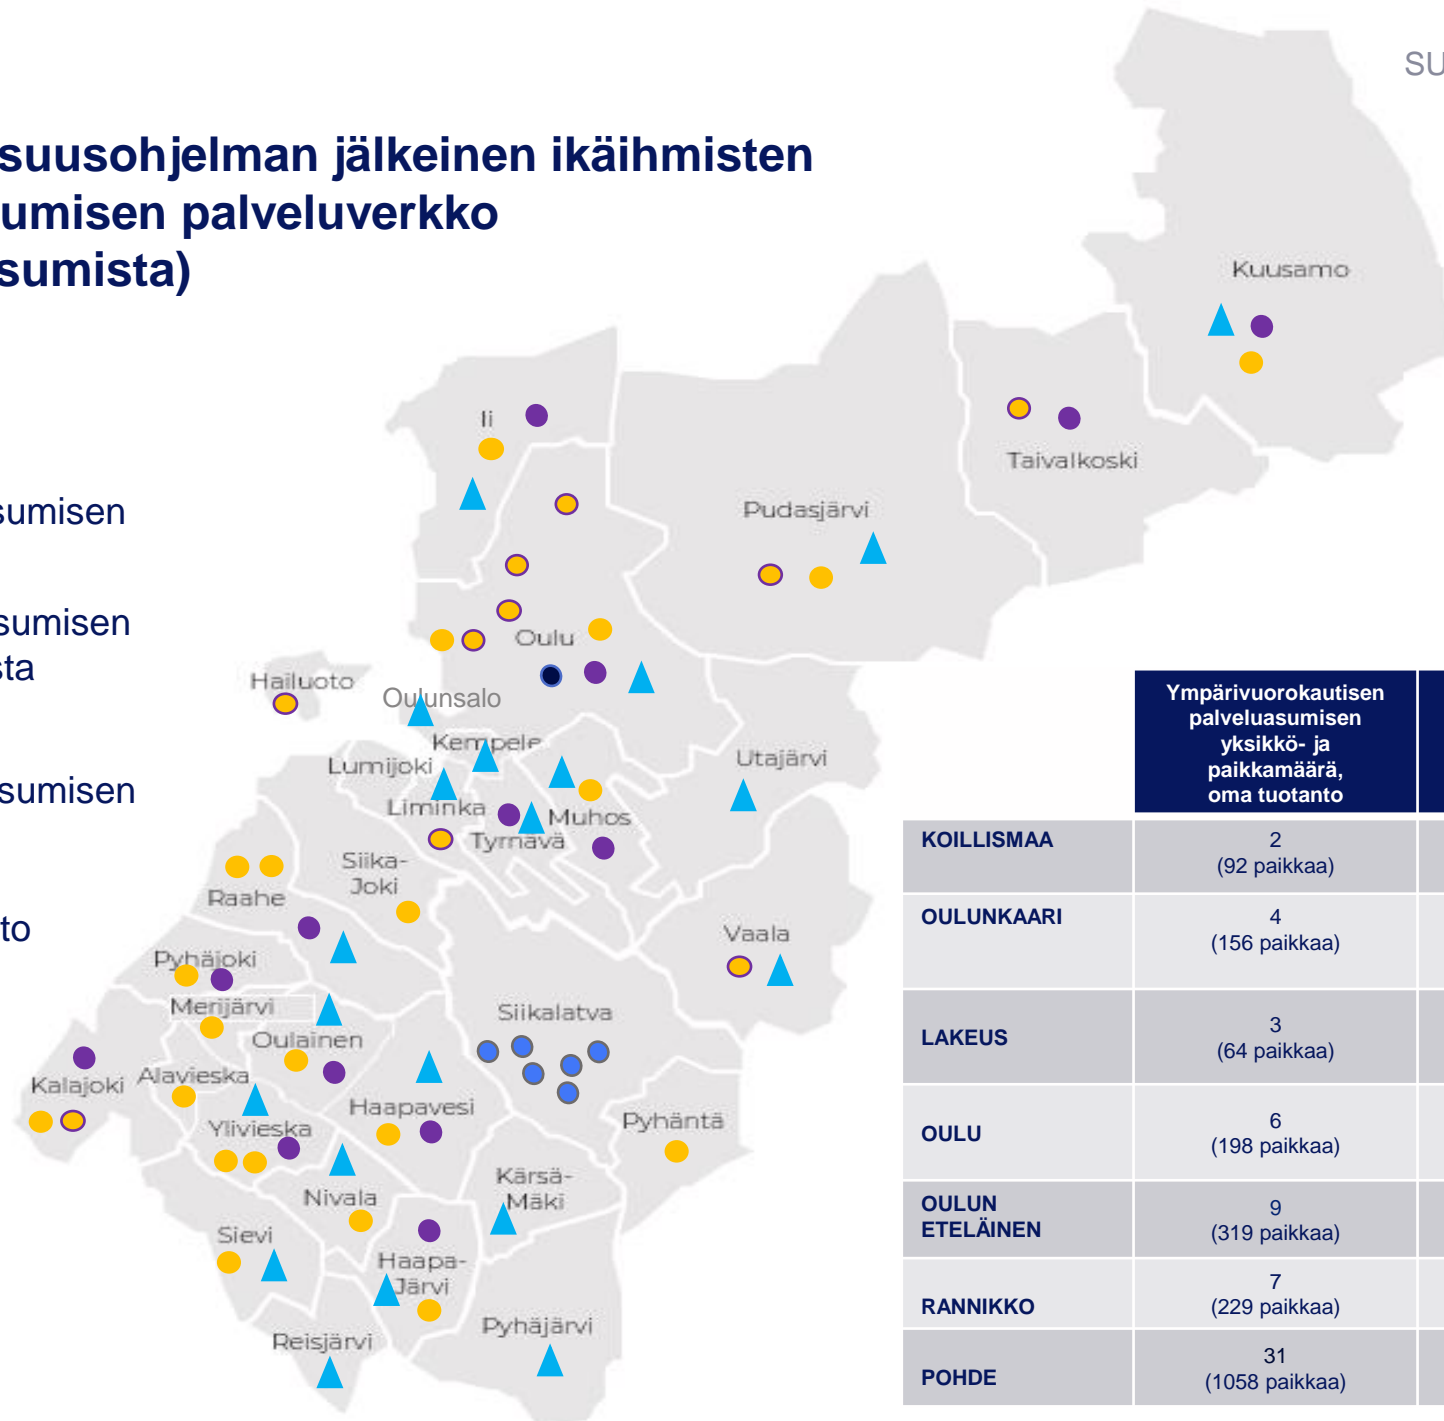 SU
suusohjelman jälkeinen ikäihmisten
umisen palveluverkko
sumista)
sumisen
sumisen
sta
sumisen
to
Kuusamo
Ii
Taivalkoski
Pudasjärvi
Oulu
Hailuoto
Oulunsalo
Kempele
Lumijoki
Utajärvi
Liminka
Muhos
Tyrnävä
Siika-
Joki
Raahe
Vaala
Pyhäjoki
Merijärvi
Siikalatva
Oulainen
Alavieska
Kalajoki
Haapavesi
Ylivieska
Pyhäntä
Kärsä-
Mäki
Nivala
Sievi
Haapa-
Järvi
Reisjärvi
Pyhäjärvi
Ympärivuorokautisen
palveluasumisen
yksikkö- ja
paikkamäärä,
oma tuotanto
KOILLISMAA
2
(92 paikkaa)
OULUNKAARI
4
(156 paikkaa)
LAKEUS
3
(64 paikkaa)
OULU
6
(198 paikkaa)
OULUN
ETELÄINEN
9
(319 paikkaa)
RANNIKKO
7
(229 paikkaa)
POHDE
31
(1058 paikkaa)